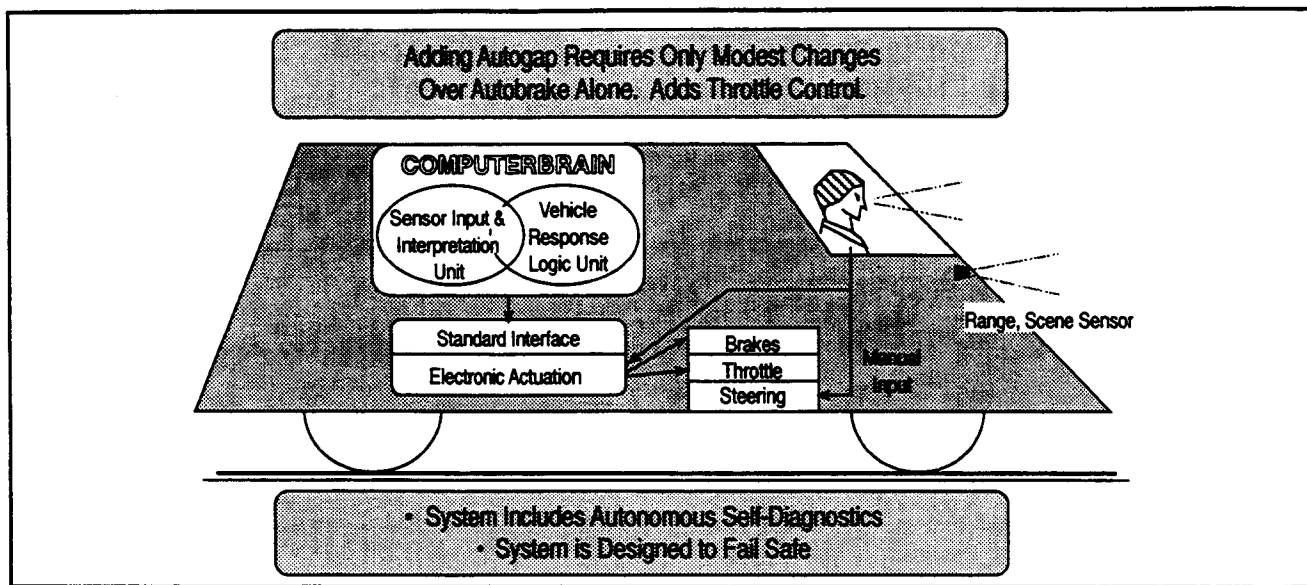 Adding Autogap Requires Only Modest Changes
Over Autobrake Alone. Adds Throttle Control.
COMPUTERBRAIN
Sensor Input &
Interpretation
Unit
Vehicle
Response
Logic Unit
Range, Scene Sensor
Standard Interface
Electronic Actuation
Brakes
Throttle
Steering
Manual
Input
• System Includes Autonomous Self-Diagnostics
• System is Designed to Fail Safe